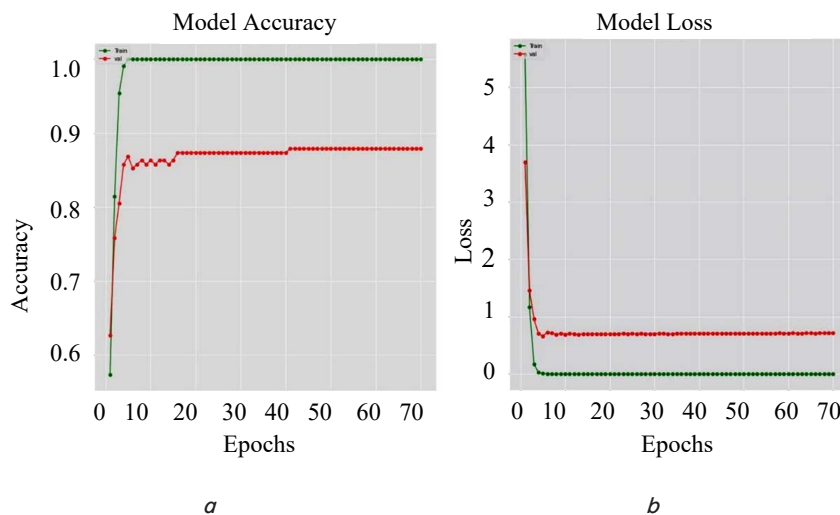 Model Accuracy
Train
val
1.0
0.9
0.8
0.7
0.6
Accuracy
0 10 20 30 40 50 60 70
Epochs
a
Model Loss
Train
val
5
4
3
2
1
0
Loss
0 10 20 30 40 50 60 70
Epochs
b